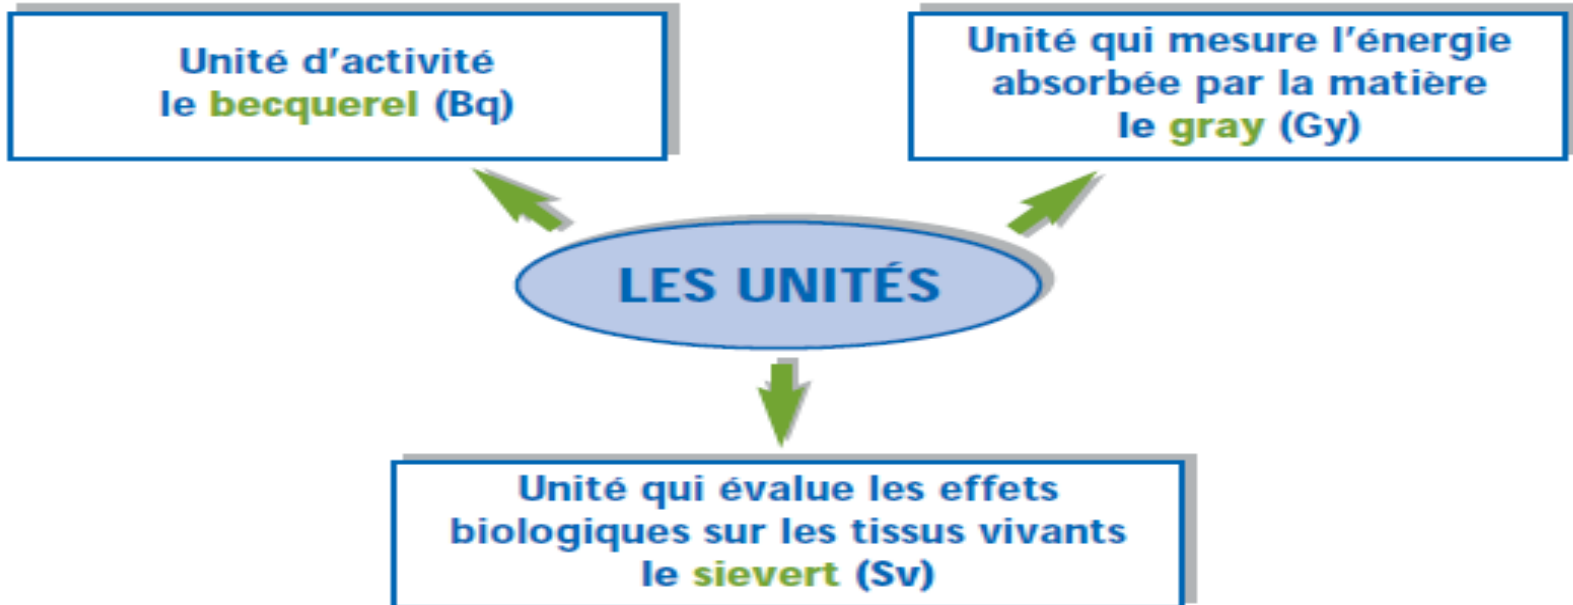 Unité d’activité
le becquerel (Bq)
Unité qui mesure l’énergie
absorbée par la matière
le gray (Gy)
LES UNITÉS
Unité qui évalue les effets
biologiques sur les tissus vivants
le sievert (Sv)